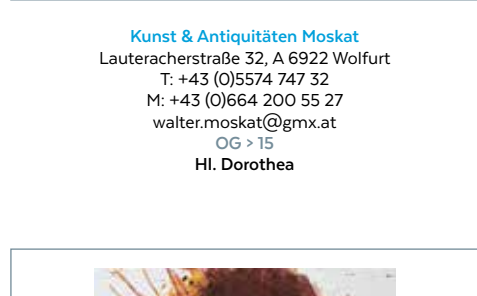 Kunst & Antiquitäten Moskat
Lauteracherstraße 32, A 6922 Wolfurt
T: +43 (0)5574 747 32
M: +43 (0)664 200 55 27
walter.moskat@gmx.at
OG > 15
Hl. Dorothea